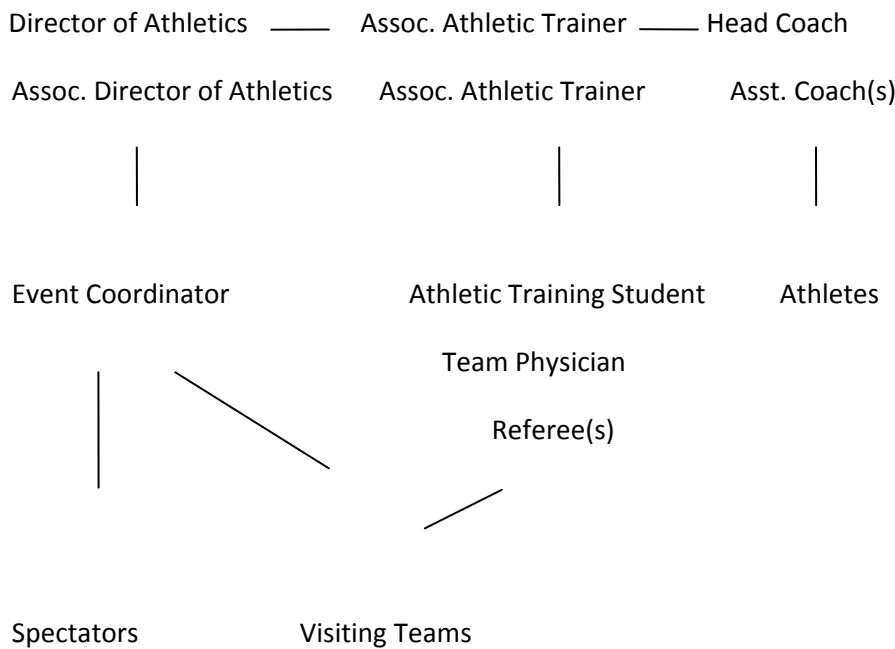 Director of Athletics Assoc. Athletic Trainer Head Coach
Assoc. Director of Athletics Assoc. Athletic Trainer Asst. Coach(s)
Event Coordinator Athletic Training Student Athletes
Team Physician
Referee(s)
Spectators Visiting Teams